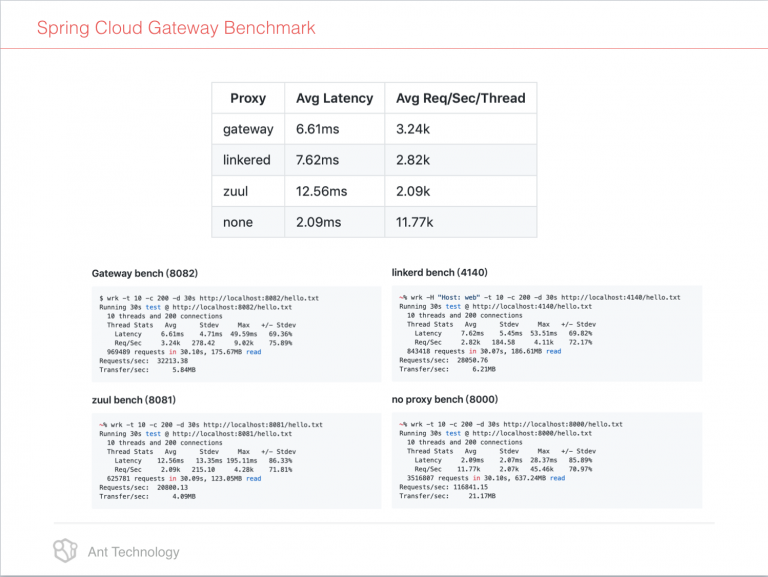 Spring Cloud Gateway Benchmark
Proxy Avg Latency Avg Req/Sec/Thread
gateway 6.61ms 3.24k
linkered 7.62ms 2.82k
zuul 12.56ms 2.09k
none 2.09ms 11.77k
Gateway bench (8082)
$ wrk -t 10 -c 200 -d 30s http://localhost:8082/hello.txt
Running 30s test @ http://localhost:8082/hello.txt
10 threads and 200 connections
Thread Stats Avg Stdev Max +/- Stdev
Latency 6.61ms 4.71ms 49.59ms 69.36%
Req/Sec 3.24k 278.42 9.02k 75.89%
969489 requests in 30.10s, 175.67MB read
Requests/sec: 32213.38
Transfer/sec: 5.84MB
linkerd bench (4140)
~% wrk -H "Host: web" -t 10 -c 200 -d 30s http://localhost:4140/hello.txt
Running 30s test @ http://localhost:4140/hello.txt
10 threads and 200 connections
Thread Stats Avg Stdev Max +/- Stdev
Latency 7.62ms 5.45ms 53.51ms 69.82%
Req/Sec 2.82k 184.58 4.11k 72.17%
843418 requests in 30.07s, 186.61MB read
Requests/sec: 28050.76
Transfer/sec: 6.21MB
zuul bench (8081)
~% wrk -t 10 -c 200 -d 30s http://localhost:8081/hello.txt
Running 30s test @ http://localhost:8081/hello.txt
10 threads and 200 connections
Thread Stats Avg Stdev Max +/- Stdev
Latency 12.56ms 13.35ms 195.11ms 86.33%
Req/Sec 2.09k 215.10 4.28k 71.81%
625781 requests in 30.09s, 123.05MB read
Requests/sec: 20800.13
Transfer/sec: 4.09MB
no proxy bench (8000)
~% wrk -t 10 -c 200 -d 30s http://localhost:8000/hello.txt
Running 30s test @ http://localhost:8000/hello.txt
10 threads and 200 connections
Thread Stats Avg Stdev Max +/- Stdev
Latency 2.09ms 2.07ms 28.37ms 85.89%
Req/Sec 11.77k 2.07k 45.46k 70.97%
3516807 requests in 30.10s, 637.24MB read
Requests/sec: 116841.15
Transfer/sec: 21.17MB
Ant Technology